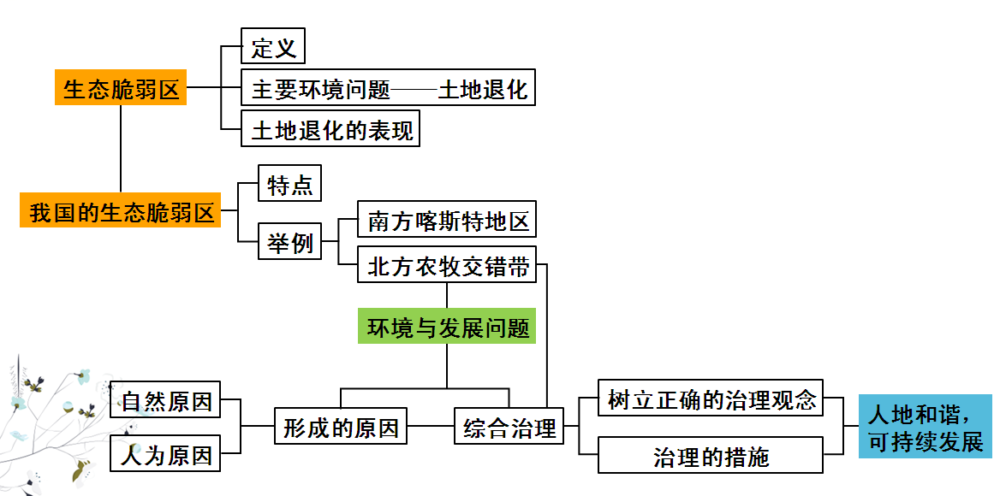 定义
生态脆弱区
主要环境问题——土地退化
土地退化的表现
特点
我国的生态脆弱区
举例
南方喀斯特地区
北方农牧交错带
环境与发展问题
自然原因
人为原因
形成的原因
综合治理
树立正确的治理观念
治理的措施
人地和谐，
可持续发展